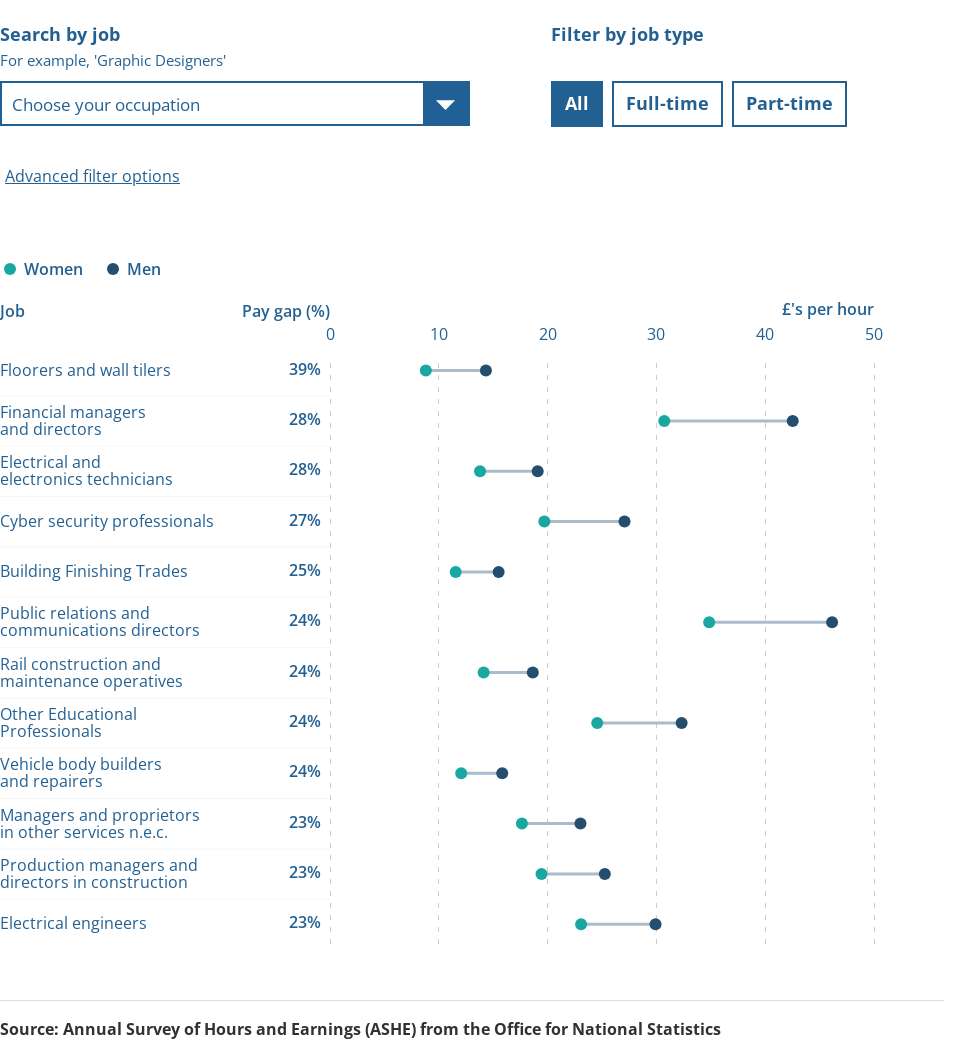 Search by job
For example, 'Graphic Designers'
Choose your occupation
Filter by job type
All
Full-time
Part-time
Advanced filter options
Women
Men
Job
Pay gap (%)
£'s per hour
0 10 20 30 40 50
Floorers and wall tilers 39%
Financial managers
and directors
28%
Electrical and
electronics technicians
28%
Cyber security professionals 27%
Building Finishing Trades 25%
Public relations and
communications directors
24%
Rail construction and
maintenance operatives
24%
Other Educational
Professionals
24%
Vehicle body builders
and repairers
24%
Managers and proprietors
in other services n.e.c.
23%
Production managers and
directors in construction
23%
Electrical engineers 23%
Source: Annual Survey of Hours and Earnings (ASHE) from the Office for National Statistics